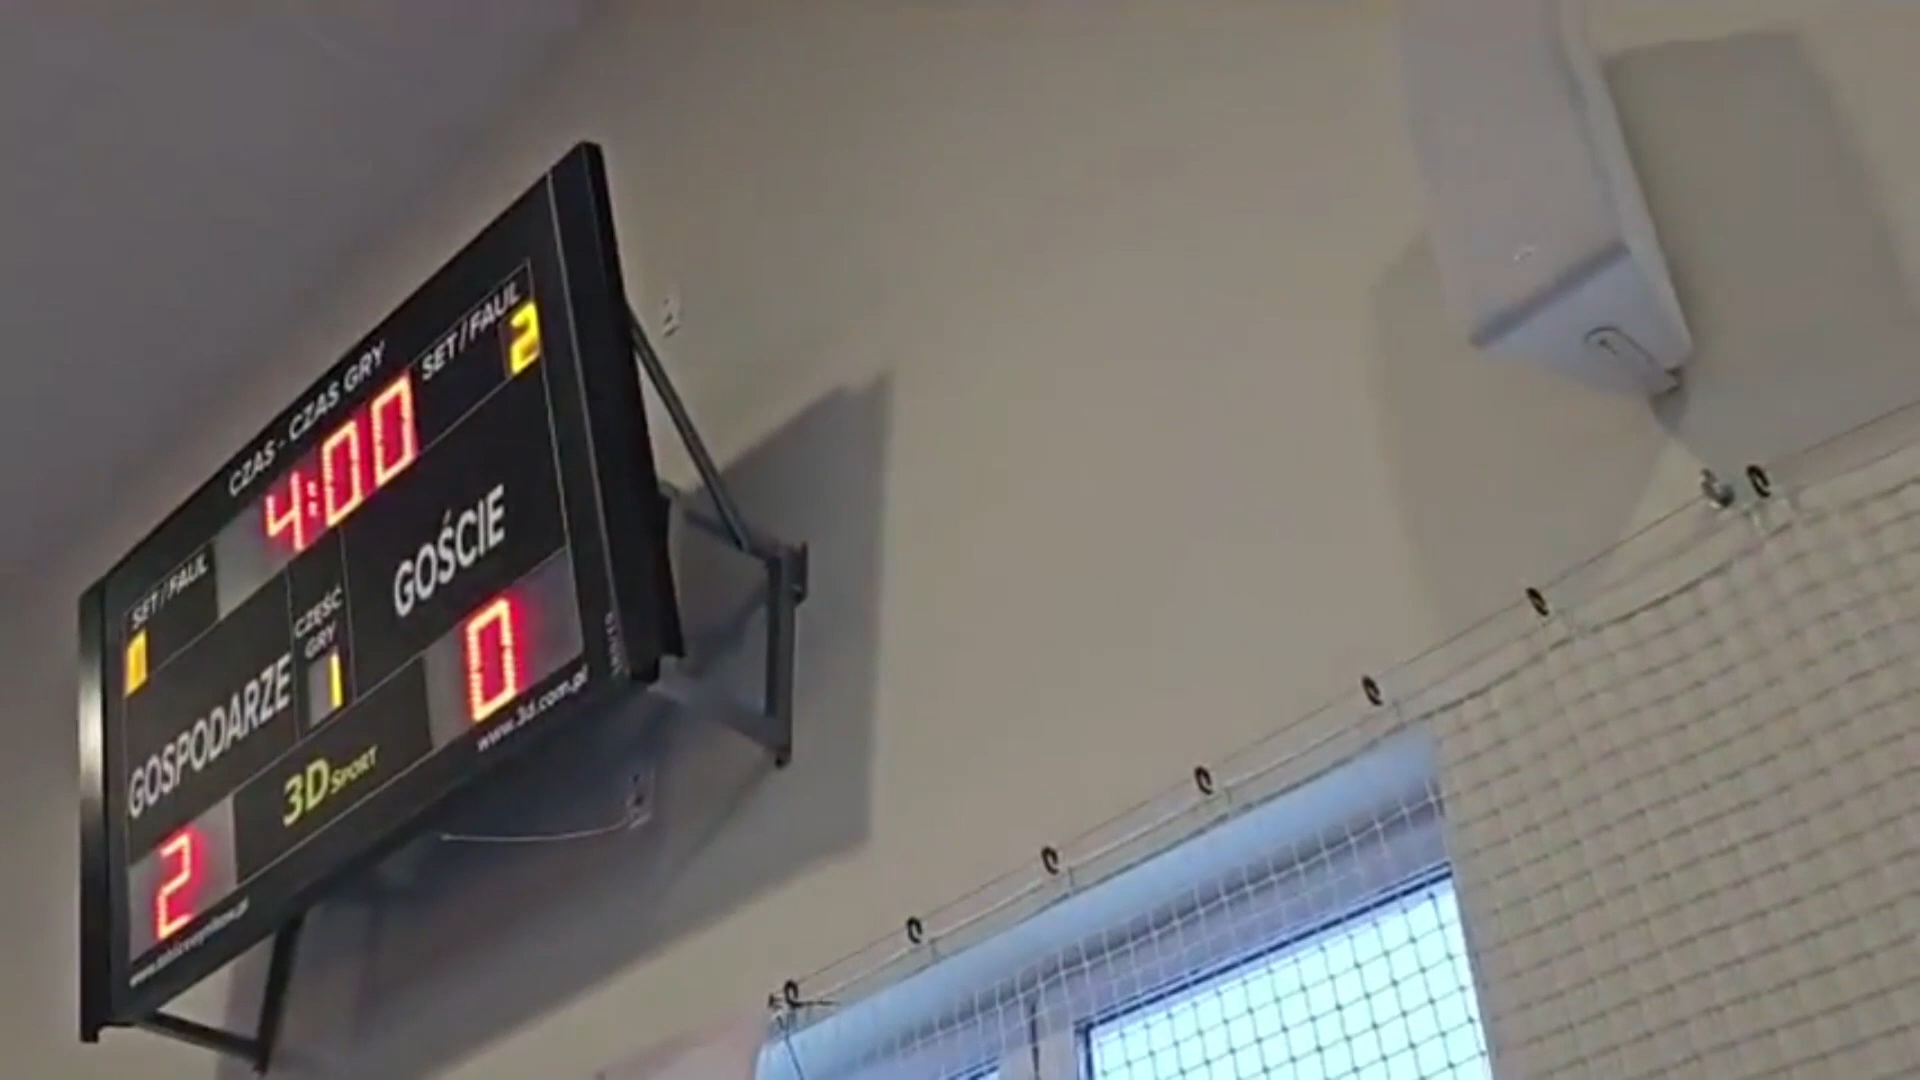 CZAS - CZAS GRY
4:00
SET/FAUL
2
SET/FAUL
0
GOSPODARZE
CZĘŚĆ
GRY
1
GOŚCIE
2
0
3D SPORT
www.3d.com.pl